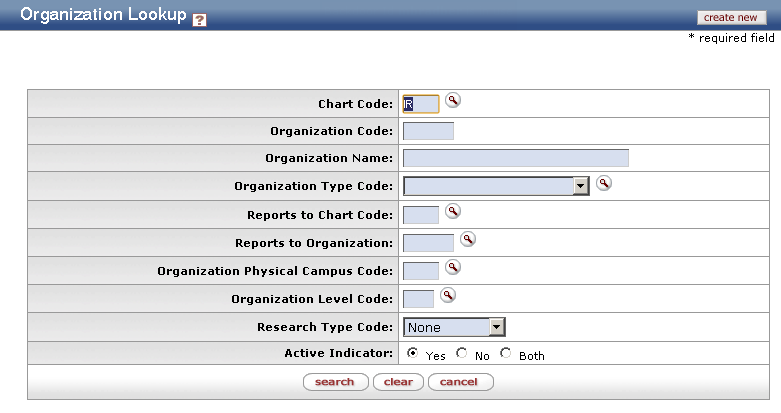 Organization Lookup ?
create new
* required field
Chart Code: IR
Organization Code:
Organization Name:
Organization Type Code:
Reports to Chart Code:
Reports to Organization:
Organization Physical Campus Code:
Organization Level Code:
Research Type Code: None
Active Indicator: Yes No Both
search clear cancel